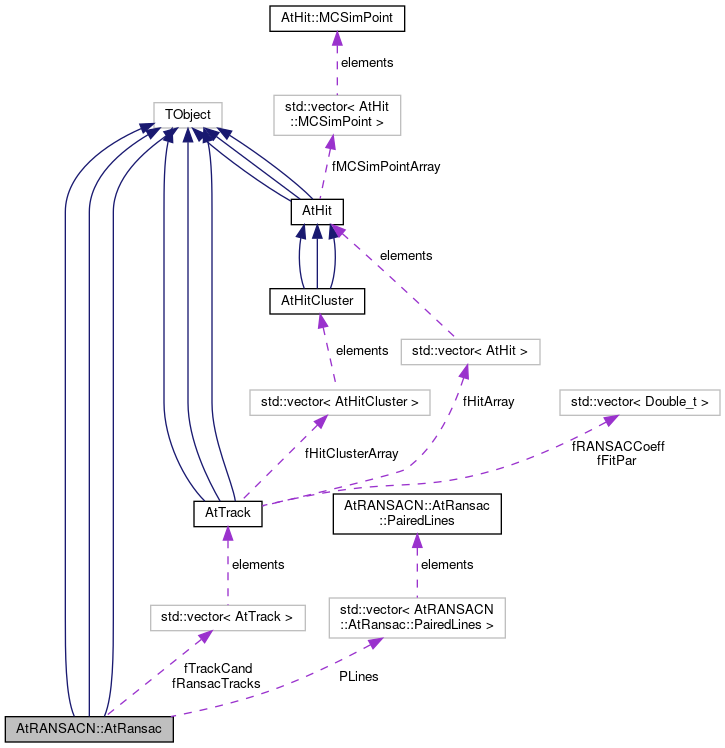 AtHit::MCSimPoint
elements
std::vector< AtHit
::MCSimPoint >
TObject
fMCSimPointArray
AtHit
elements
AtHitCluster
elements
std::vector< AtHit >
std::vector< AtHitCluster >
fHitArray
std::vector< Double_t >
fHitClusterArray
fRANSACCoeff
fFitPar
AtTrack
AtRANSACN::AtRansac
::PairedLines
elements
elements
std::vector< AtTrack >
std::vector< AtRANSACN
::AtRansac::PairedLines >
fTrackCand
fRansacTracks
PLines
AtRANSACN::AtRansac